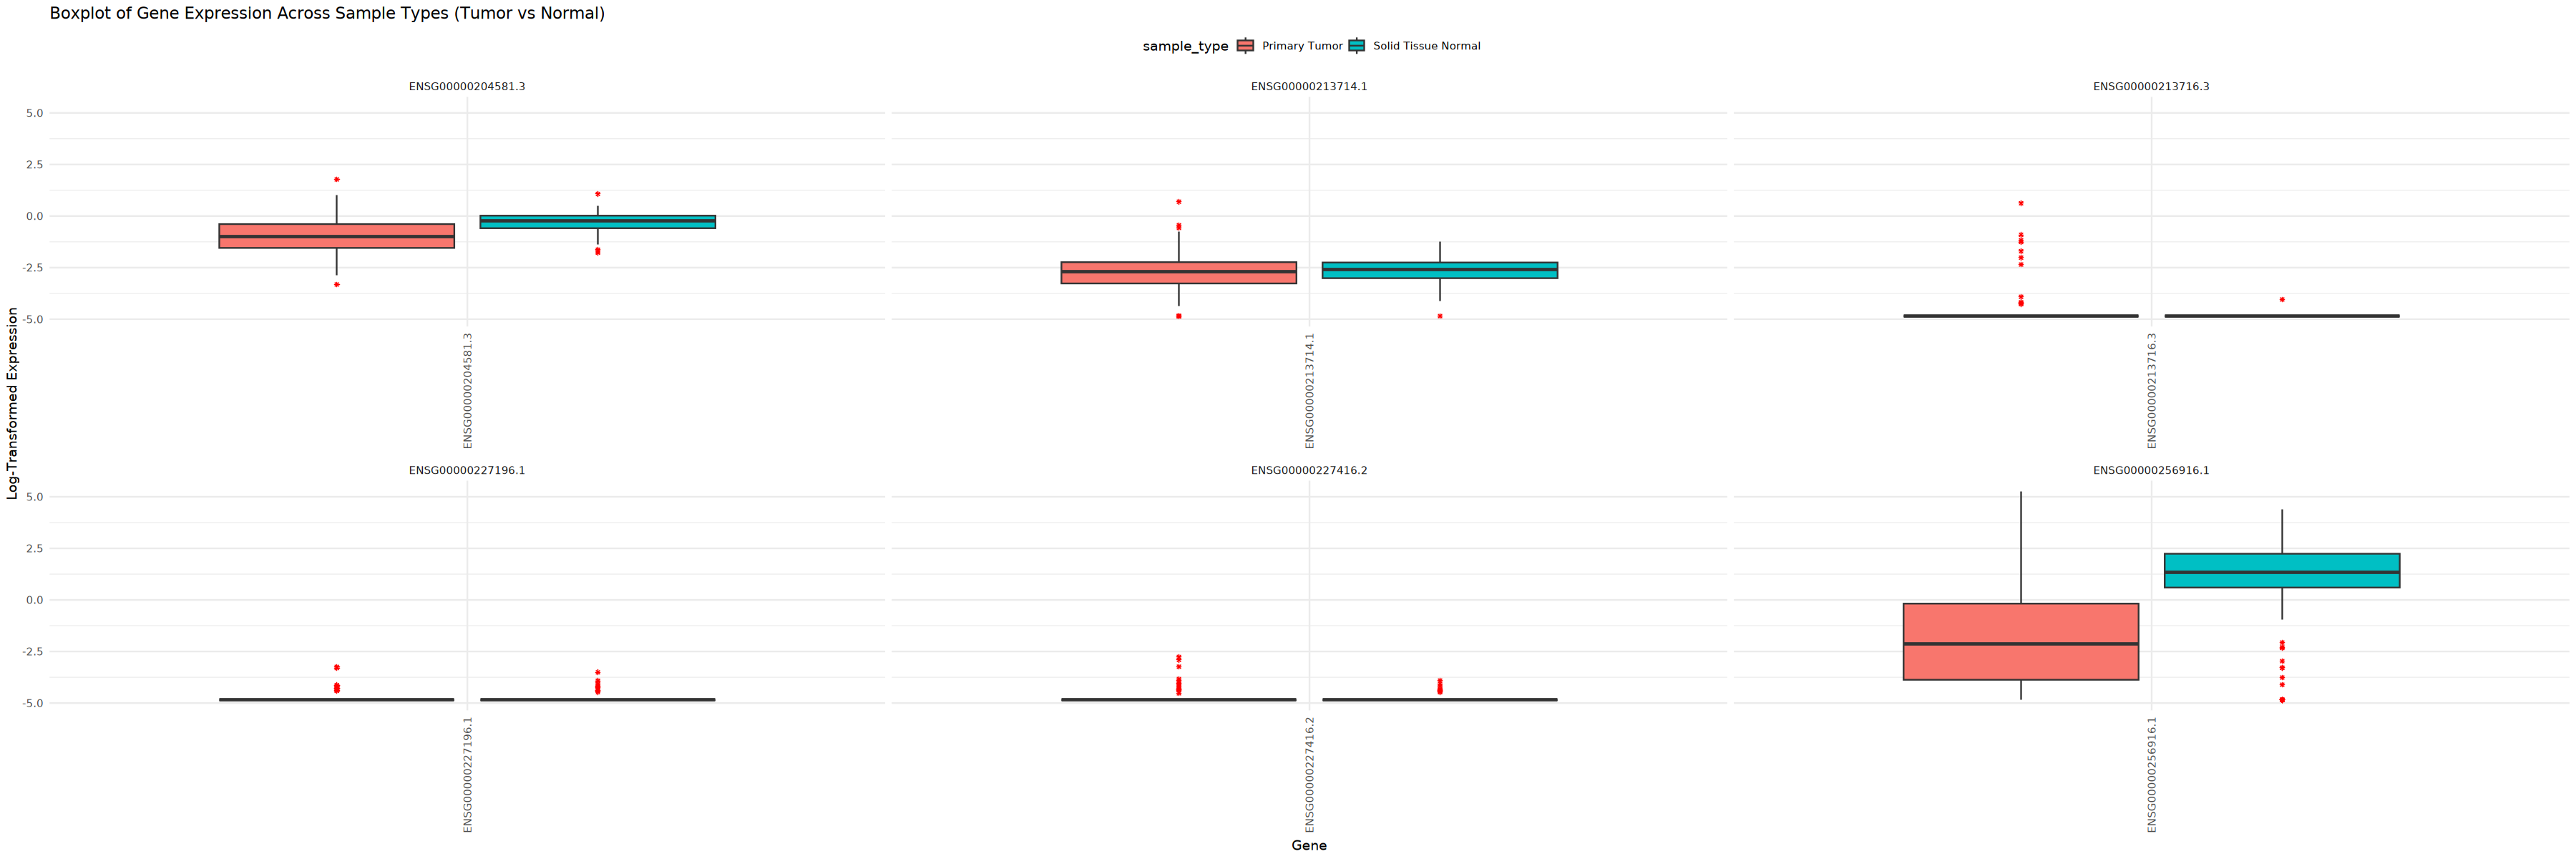 Boxplot of Gene Expression Across Sample Types (Tumor vs Normal)
sample_type Primary Tumor Solid Tissue Normal
ENSG00000204581.3 ENSG00000213714.1 ENSG00000213716.3
5.0
2.5
0.0
-2.5
-5.0
ENSG00000204581.3
ENSG00000213714.1
ENSG00000213716.3
Log-Transformed Expression
ENSG00000227196.1 ENSG00000227416.2 ENSG00000256916.1
5.0
2.5
0.0
-2.5
-5.0
ENSG00000227196.1
ENSG00000227416.2
ENSG00000256916.1
Gene